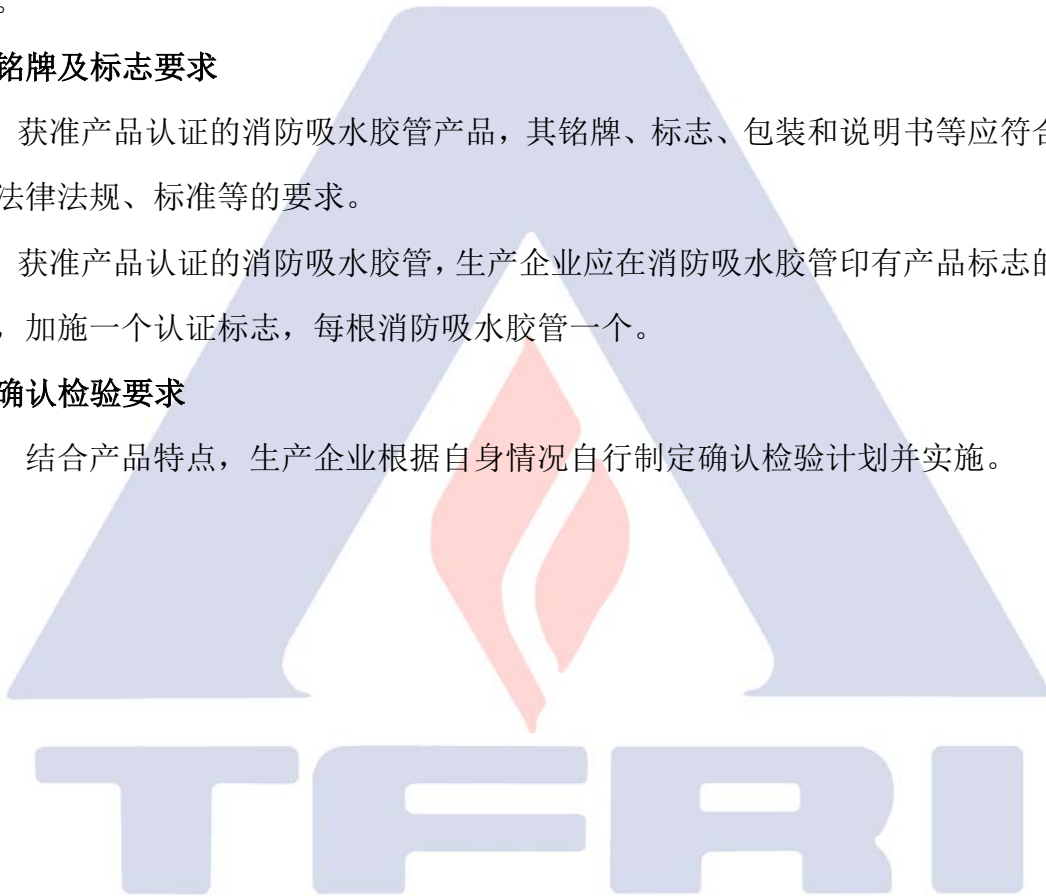 。
铭牌及标志要求
获准产品认证的消防吸水胶管产品，其铭牌、标志、包装和说明书等应符合
法律法规、标准等的要求。
获准产品认证的消防吸水胶管，生产企业应在消防吸水胶管印有产品标志的
，加施一个认证标志，每根消防吸水胶管一个。
确认检验要求
结合产品特点，生产企业根据自身情况自行制定确认检验计划并实施。
TFRI